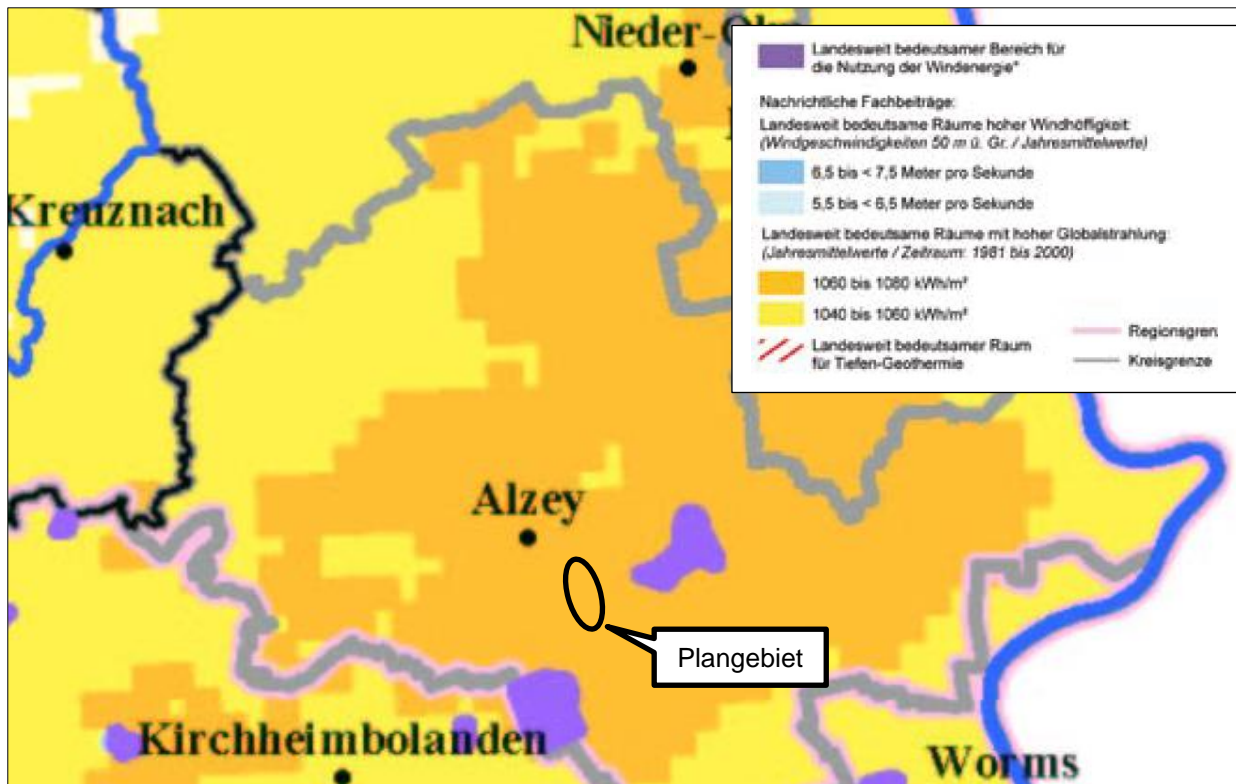 Nieder-Olm
Landesweit bedeutsamer Bereich für
die Nutzung der Windenergie*
Nachrichtliche Fachbeiträge:
Landesweit bedeutsame Räume hoher Windhöffigkeit:
(Windgeschwindigkeiten 50 m ü. Gr. / Jahresmittelwerte)
6,5 bis < 7,5 Meter pro Sekunde
5,5 bis < 6,5 Meter pro Sekunde
Landesweit bedeutsame Räume mit hoher Globalstrahlung:
(Jahresmittelwerte / Zeitraum: 1981 bis 2000)
1060 bis 1080 kWh/m²
1040 bis 1060 kWh/m²
Landesweit bedeutsamer Raum
für Tiefen-Geothermie
Regionsgrenz
Kreisgrenze
Kreuznach
Alzey
Plangebiet
Kirchheimbolanden
Worms